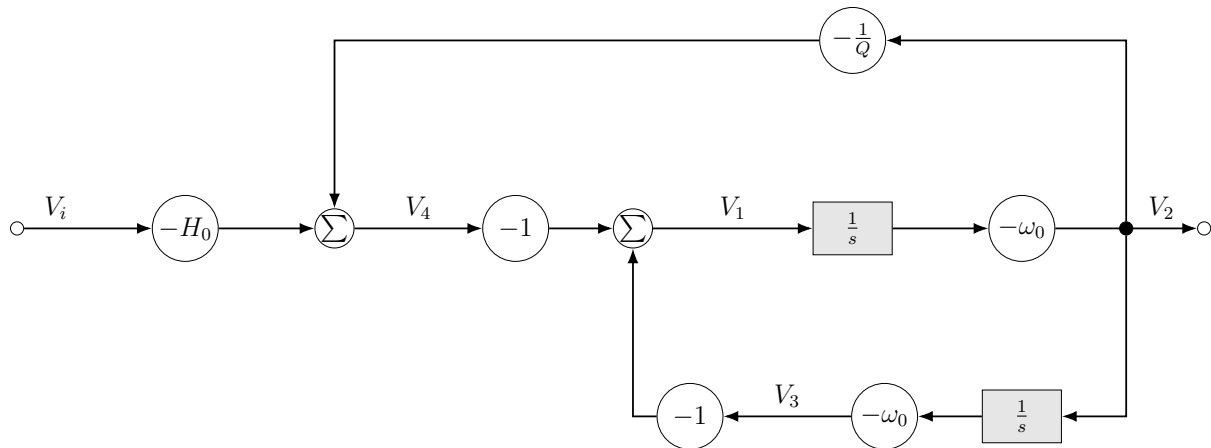 −1/Q
V_i −H_0 ∑ V_4 −1 ∑ V_1 1/s −ω_0 V_2
−1 V_3 −ω_0 1/s